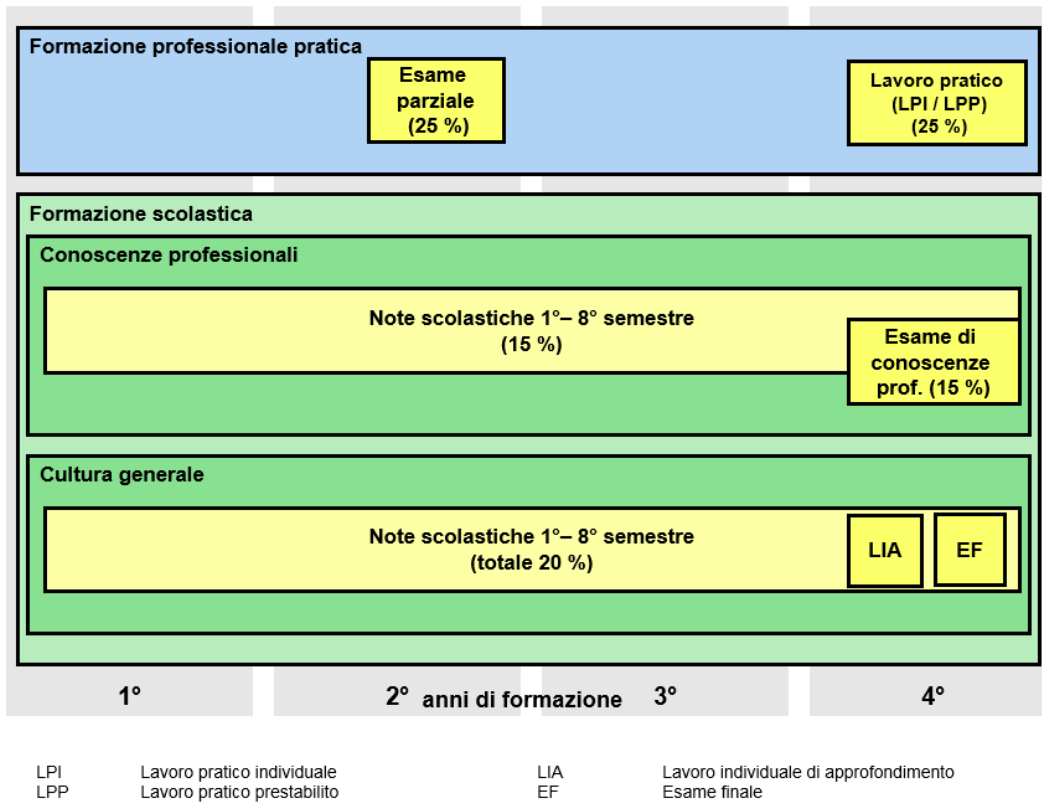 Formazione professionale pratica
Esame
parziale
(25 %)
Lavoro pratico
(LPI / LPP)
(25 %)
Formazione scolastica
Conoscenze professionali
Note scolastiche 1°– 8° semestre
(15 %)
Esame di
conoscenze
prof. (15 %)
Cultura generale
Note scolastiche 1°– 8° semestre
(totale 20 %)
LIA
EF
1° 2° anni di formazione 3° 4°
LPI Lavoro pratico individuale LIA Lavoro individuale di approfondimento
LPP Lavoro pratico prestabilito EF Esame finale